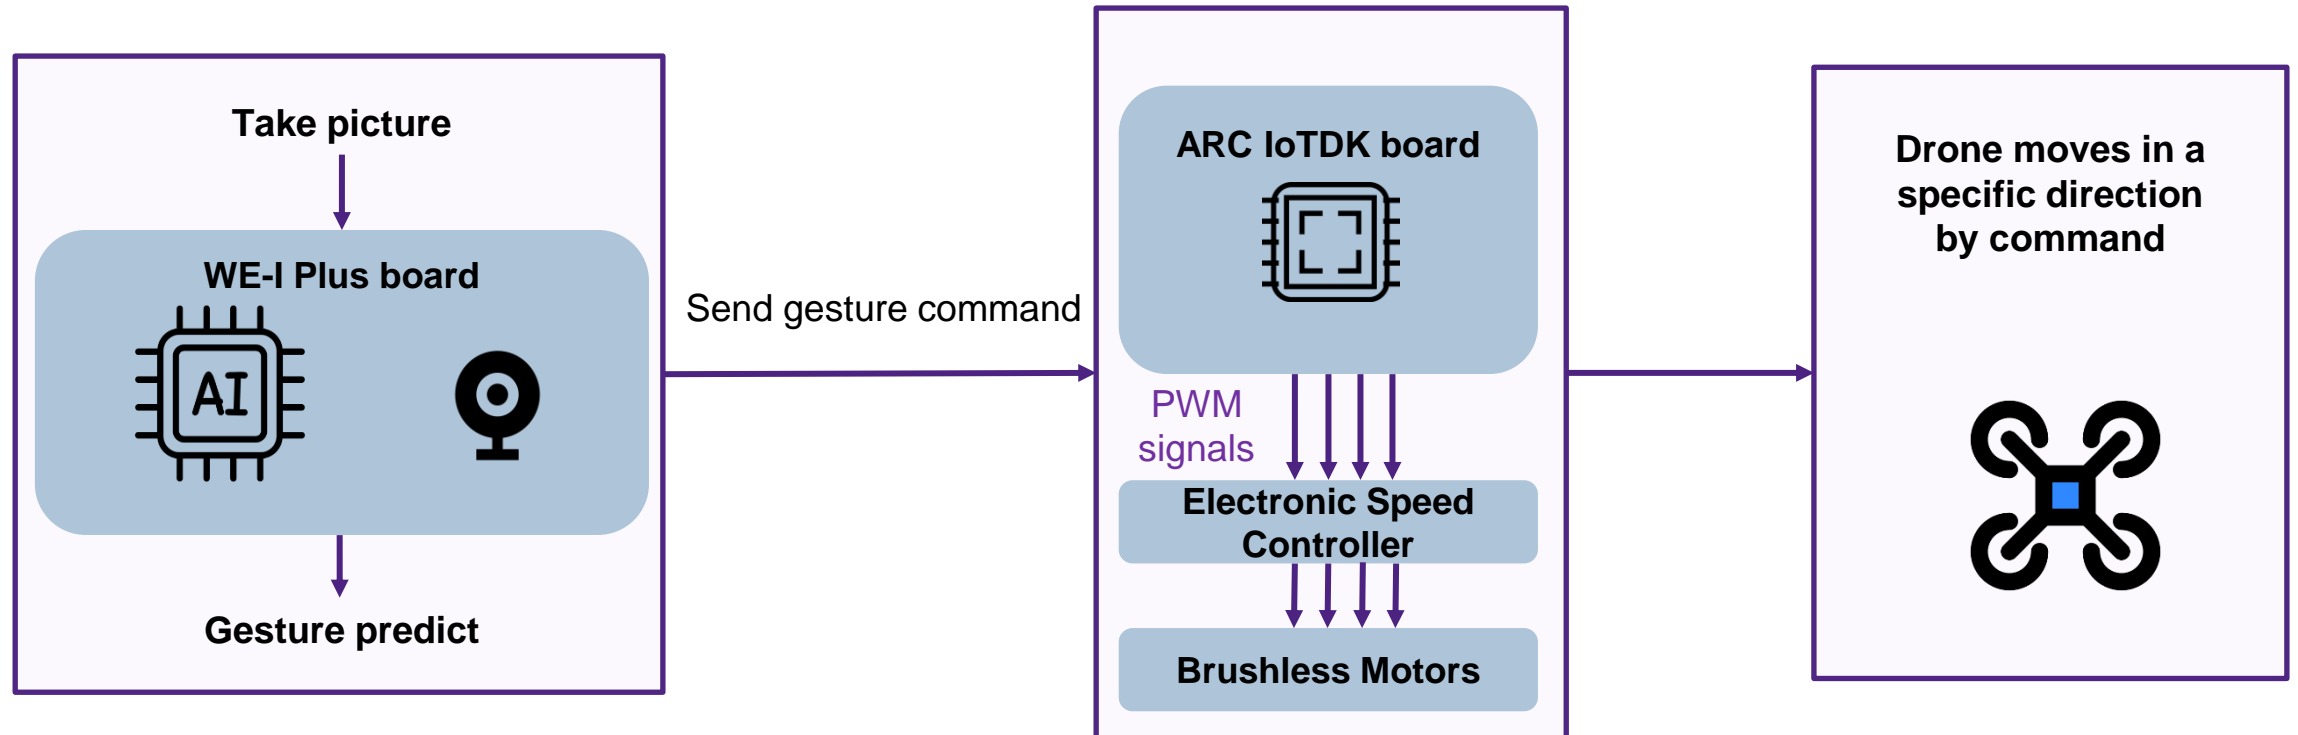 Take picture
WE-I Plus board
AI
Gesture predict
Send gesture command
ARC IoTDK board
PWM
signals
Electronic Speed
Controller
Brushless Motors
Drone moves in a
specific direction
by command